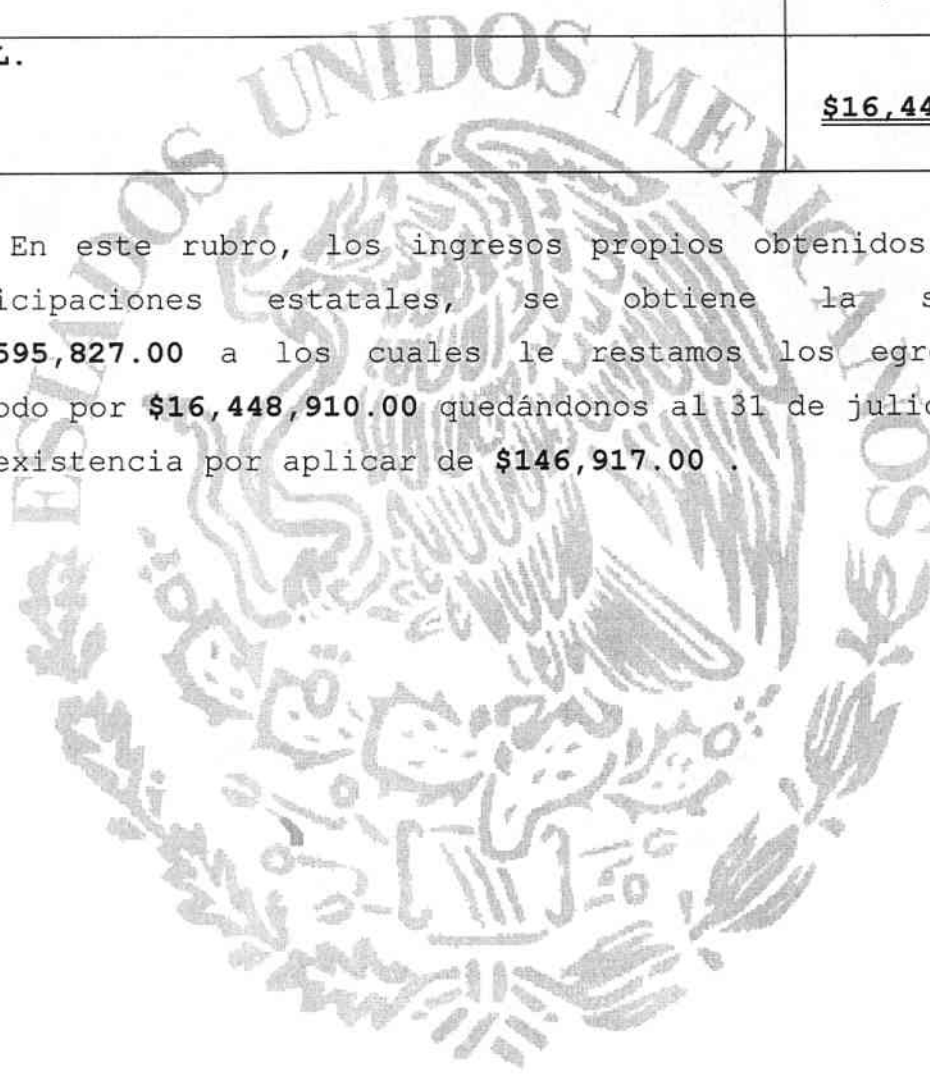 L.
$16,44
ESTADOS UNIDOS MEXICANOS
En este rubro, los ingresos propios obtenidos
icipaciones estatales, se obtiene la s
595,827.00 a los cuales le restamos los egre
odo por $16,448,910.00 quedándonos al 31 de julio
existencia por aplicar de $146,917.00 .